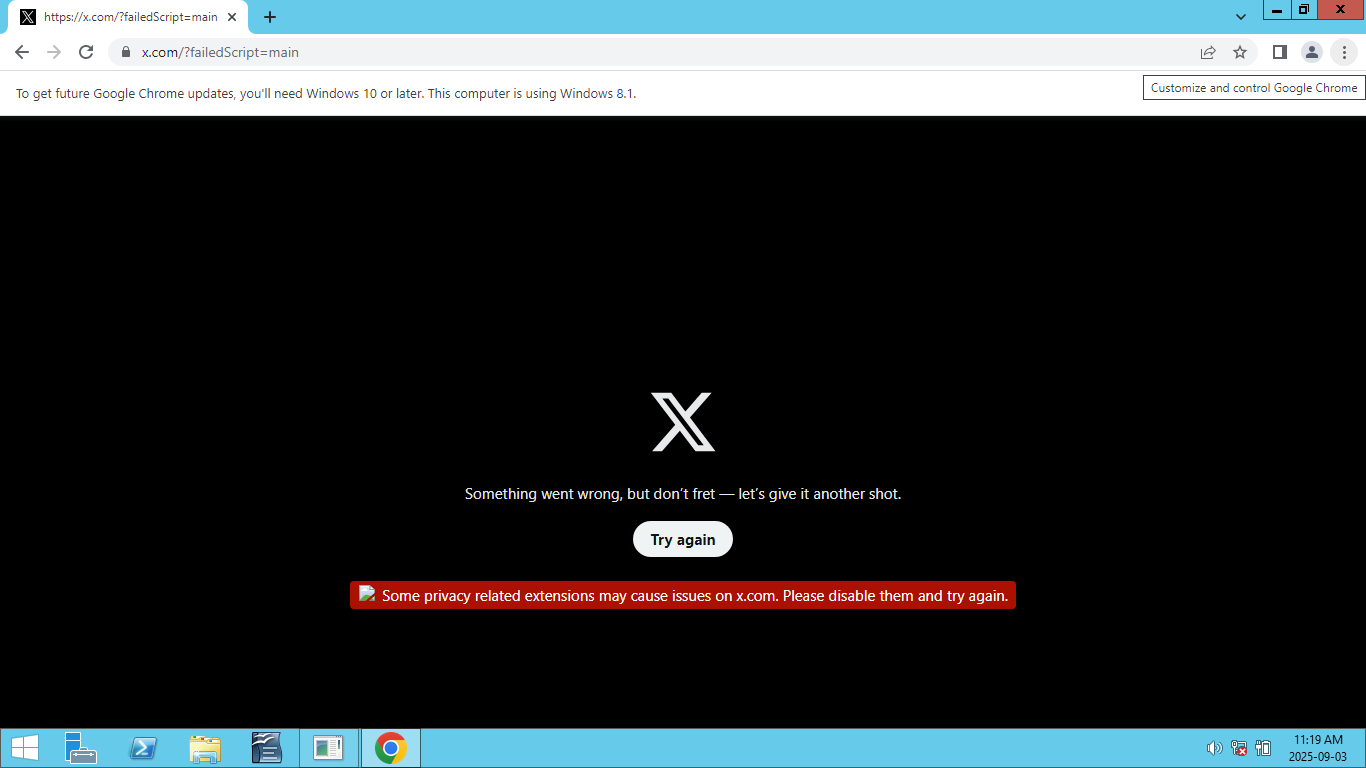 https://x.com/?failedScript=main
x.com/?failedScript=main
To get future Google Chrome updates, you'll need Windows 10 or later. This computer is using Windows 8.1.
Customize and control Google Chrome
Something went wrong, but don’t fret — let’s give it another shot.
Try again
Some privacy related extensions may cause issues on x.com. Please disable them and try again.
11:19 AM
2025-09-03